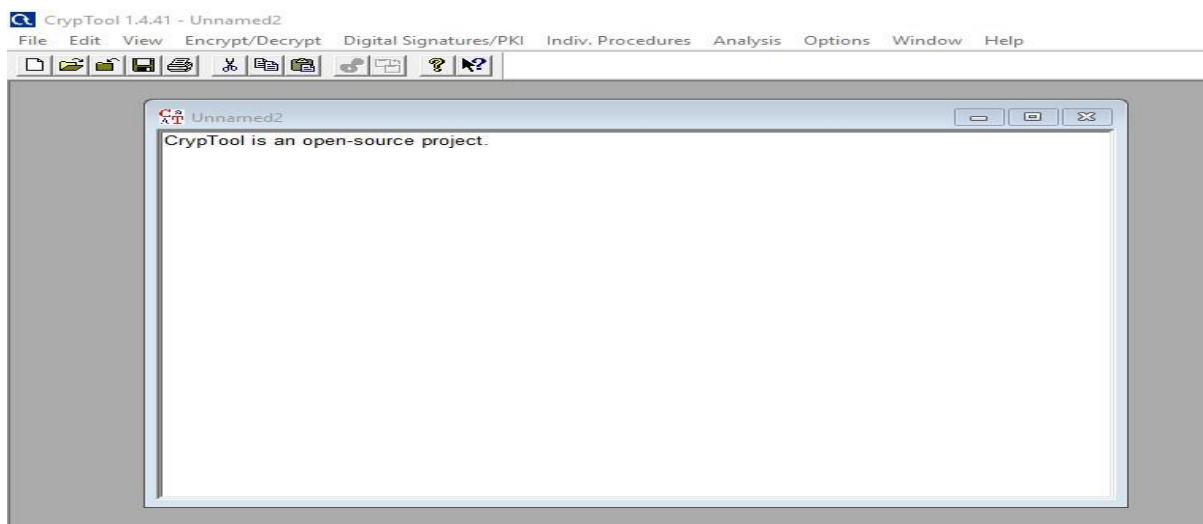 CrypTool 1.4.41 - Unnamed2
File Edit View Encrypt/Decrypt Digital Signatures/PKI Indiv. Procedures Analysis Options Window Help
Unnamed2
CrypTool is an open-source project.